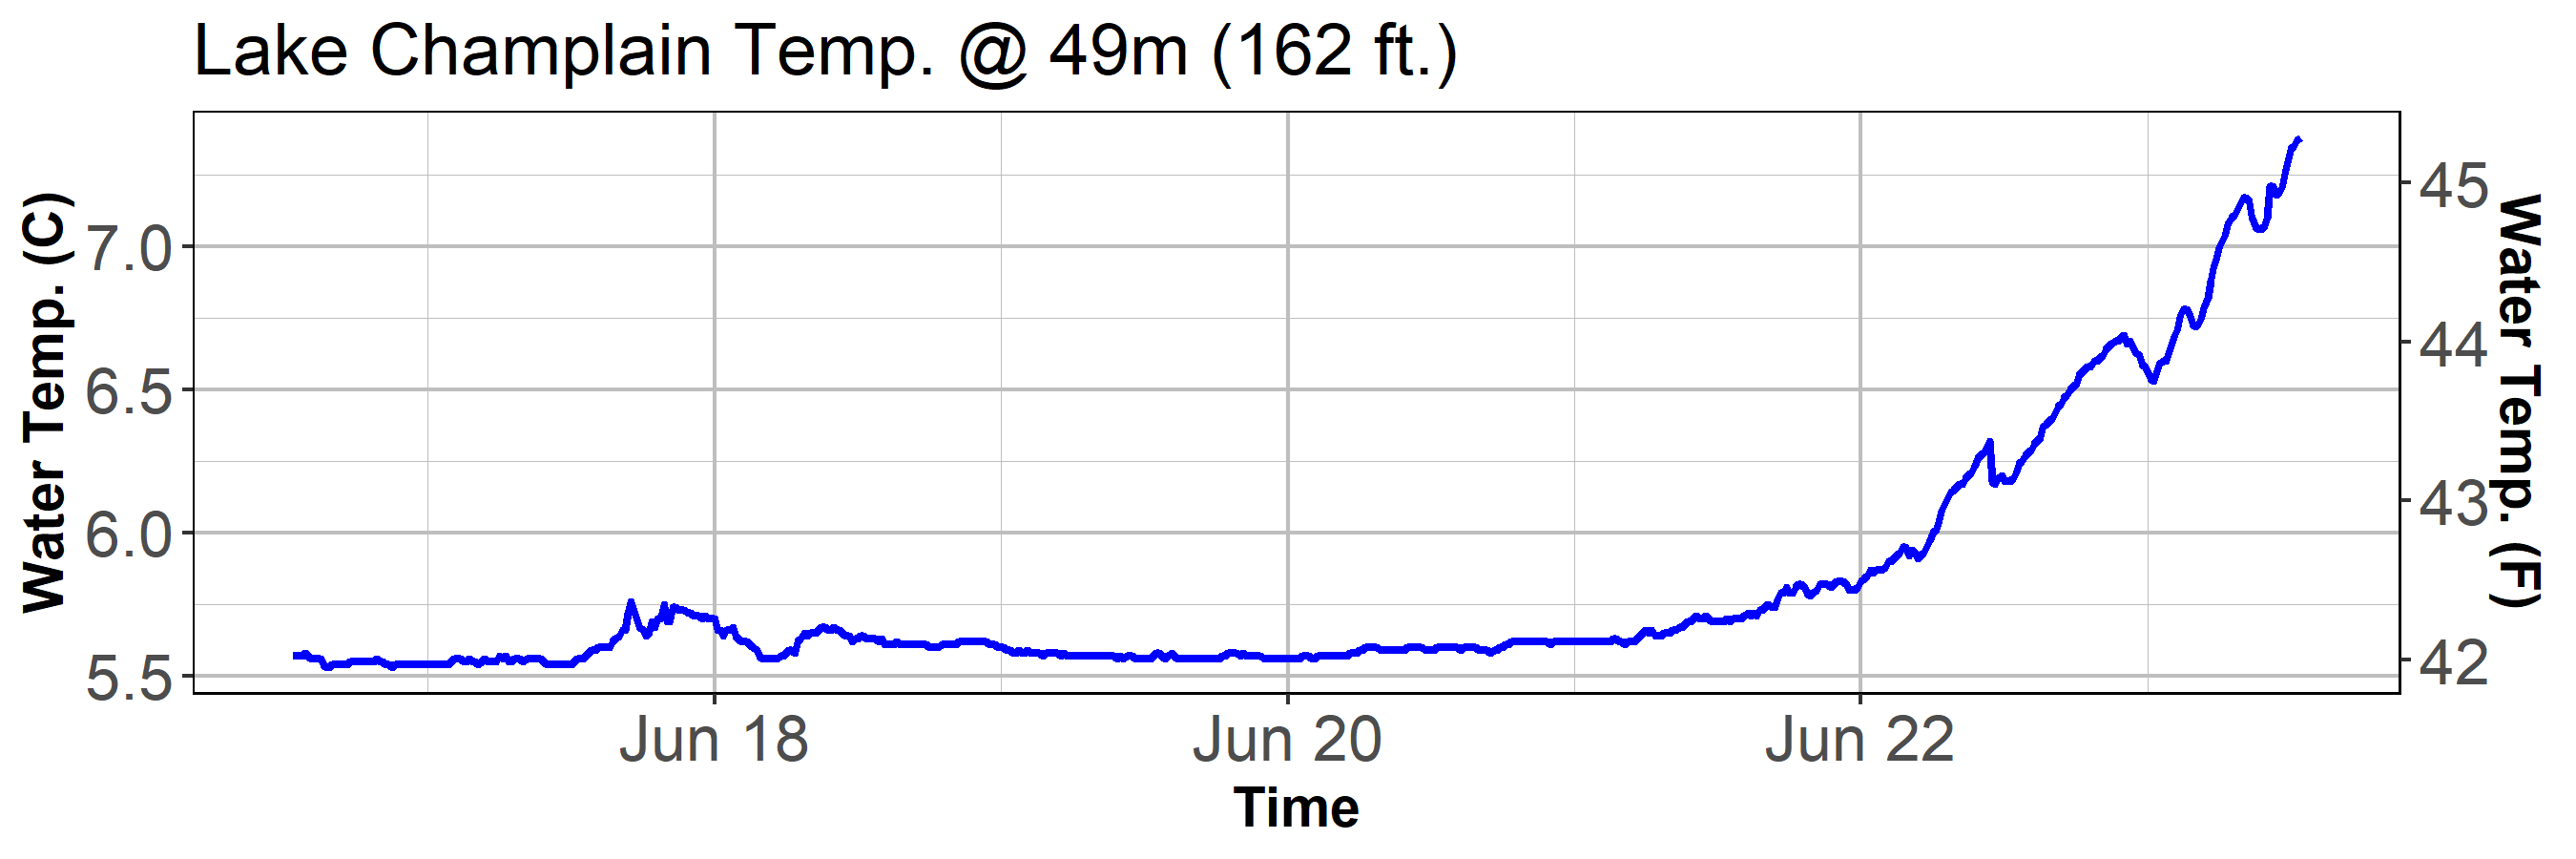 Lake Champlain Temp. @ 49m (162 ft.)
Water Temp. (C)
7.0
6.5
6.0
5.5
45
44
43
42
Water Temp. (F)
Jun 18 Jun 20 Jun 22
Time